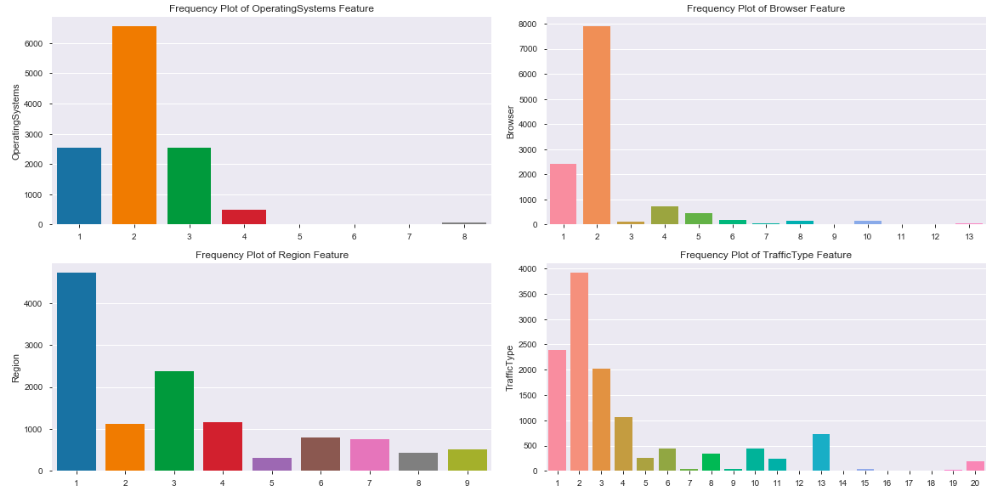 Frequency Plot of OperatingSystems Feature
OperatingSystems
6000
5000
4000
3000
2000
1000
0
1 2 3 4 5 6 7 8
Frequency Plot of Browser Feature
Browser
8000
7000
6000
5000
4000
3000
2000
1000
0
1 2 3 4 5 6 7 8 9 10 11 12 13
Frequency Plot of Region Feature
Region
4000
3000
2000
1000
0
1 2 3 4 5 6 7 8 9
Frequency Plot of TrafficType Feature
TrafficType
4000
3500
3000
2500
2000
1500
1000
500
0
1 2 3 4 5 6 7 8 9 10 11 12 13 14 15 16 17 18 19 20